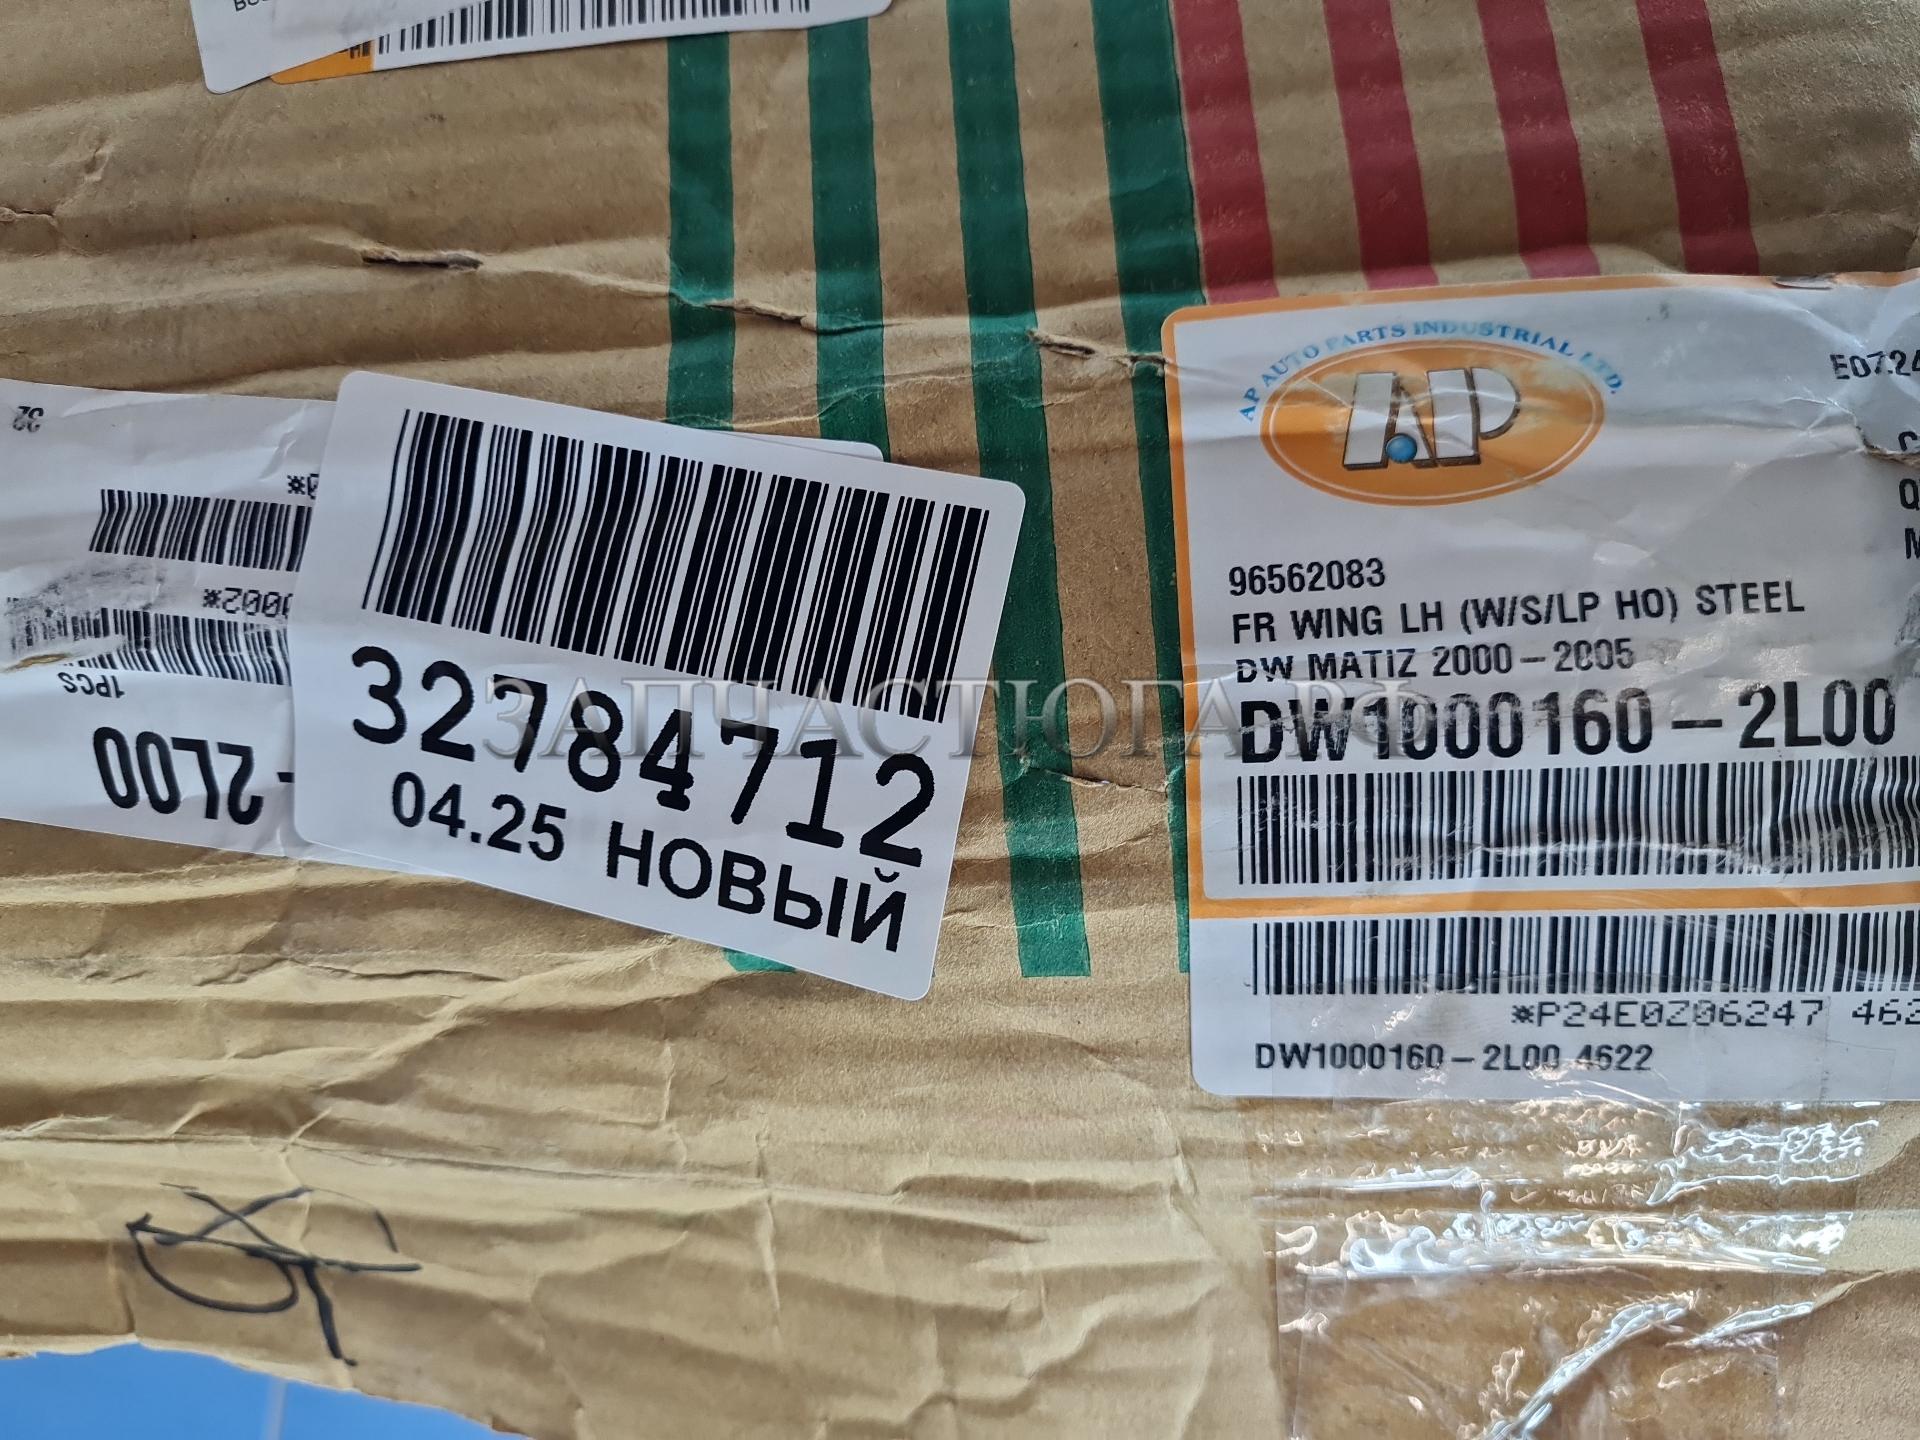 32
32784712
04.25 НОВЫЙ
1PCS
-2L00
ЗАПЧАСТЮГА.РФ
AP AUTO PARTS INDUSTRIAL LTD.
AP
E07.24
96562083
FR WING LH (W/S/LP HO) STEEL
DW MATIZ 2000-2005
DW1000160-2L00
*P24E0Z06247 462
DW1000160-2L00 4622